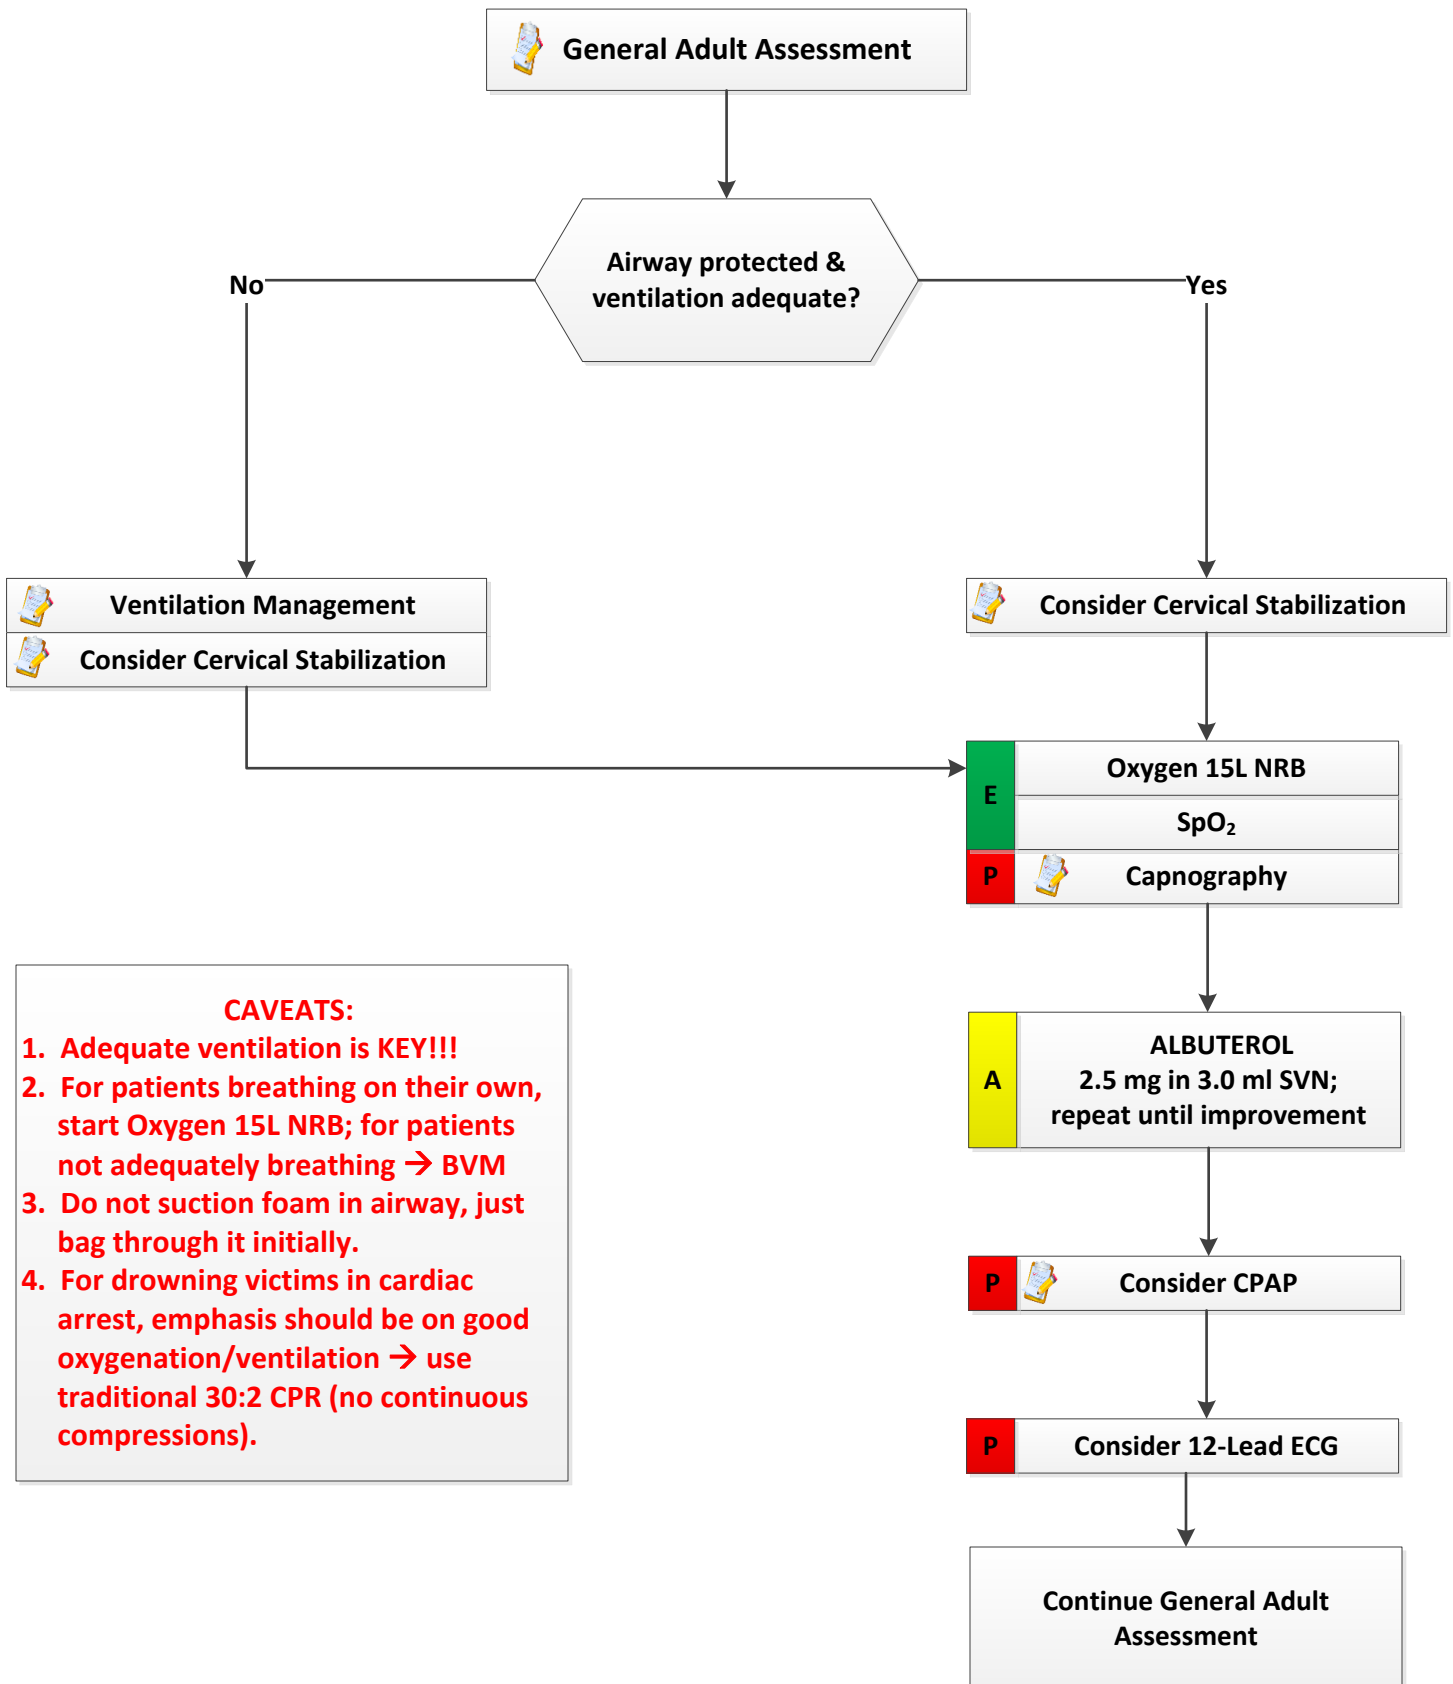 General Adult Assessment
Airway protected &
ventilation adequate?
No
Yes
Ventilation Management
Consider Cervical Stabilization
Consider Cervical Stabilization
E
Oxygen 15L NRB
SpO₂
P
Capnography
A
ALBUTEROL
2.5 mg in 3.0 ml SVN;
repeat until improvement
P
Consider CPAP
P
Consider 12-Lead ECG
Continue General Adult
Assessment
CAVEATS:
1. Adequate ventilation is KEY!!!
2. For patients breathing on their own,
start Oxygen 15L NRB; for patients
not adequately breathing → BVM
3. Do not suction foam in airway, just
bag through it initially.
4. For drowning victims in cardiac
arrest, emphasis should be on good
oxygenation/ventilation → use
traditional 30:2 CPR (no continuous
compressions).